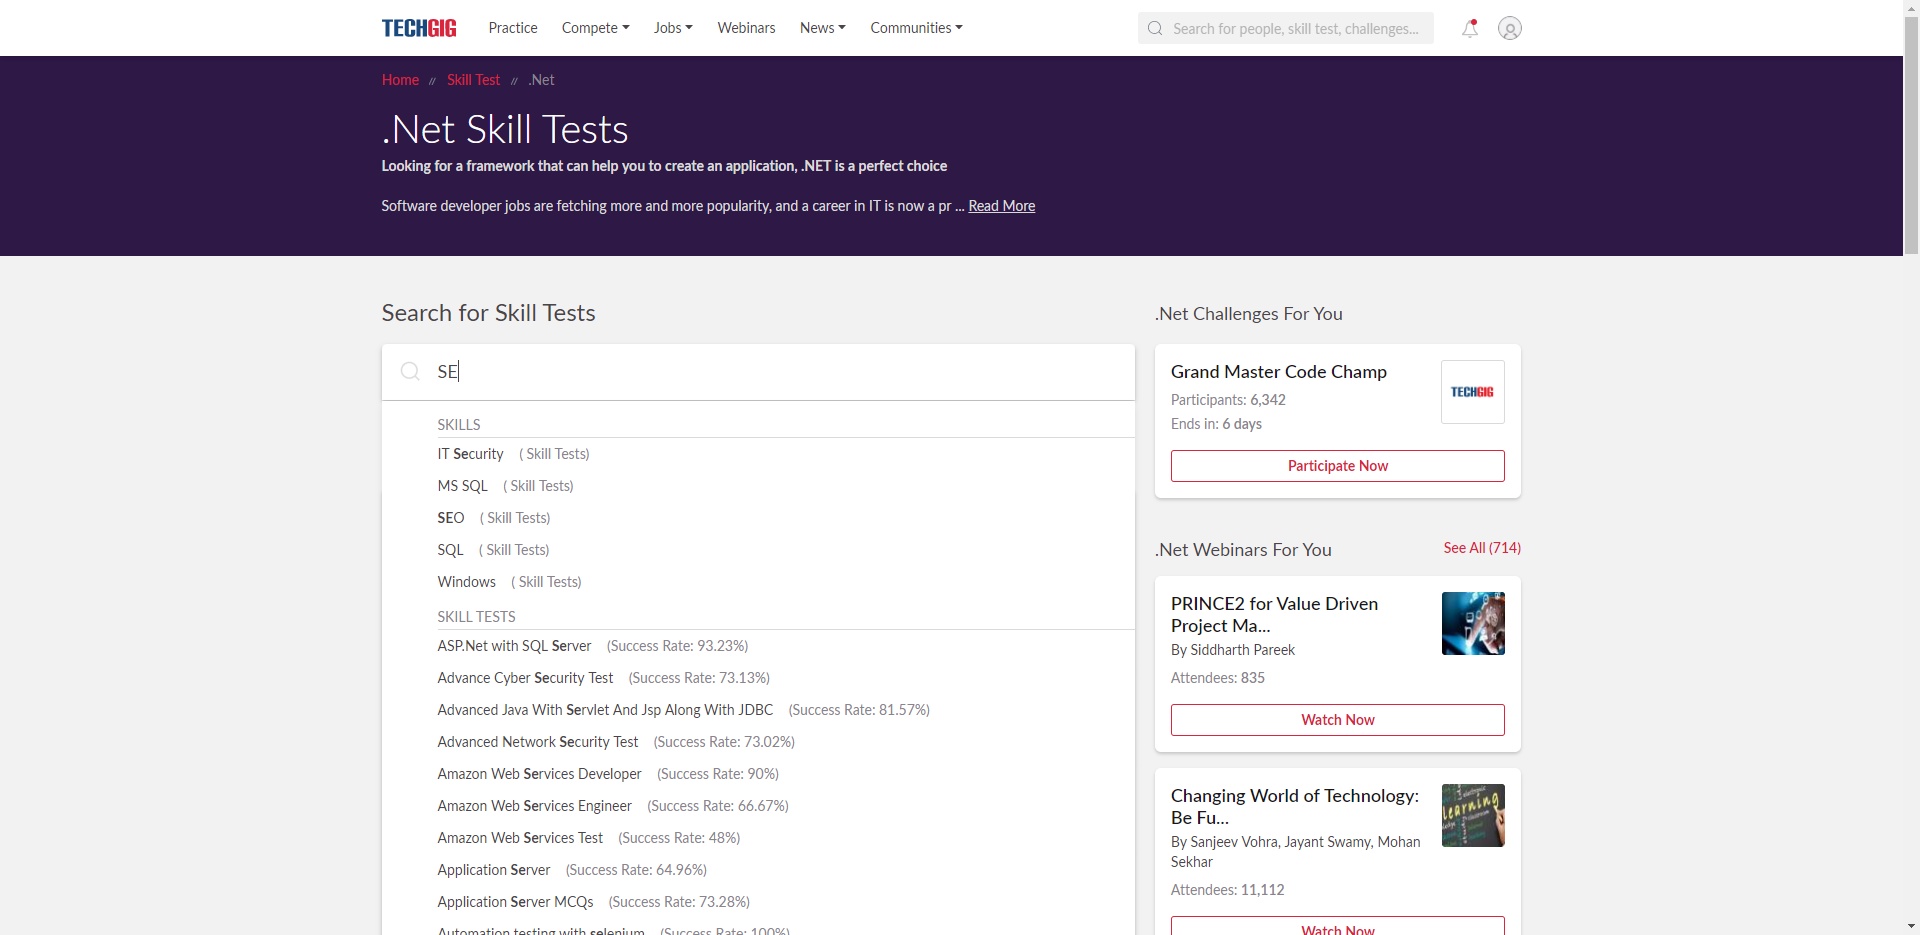 TECHGIG Practice Compete Jobs Webinars News Communities Search for people, skill test, challenges...
Home // Skill Test // .Net
.Net Skill Tests
Looking for a framework that can help you to create an application, .NET is a perfect choice
Software developer jobs are fetching more and more popularity, and a career in IT is now a pr ... Read More
Search for Skill Tests
SE
SKILLS
IT Security ( Skill Tests)
MS SQL ( Skill Tests)
SEO ( Skill Tests)
SQL ( Skill Tests)
Windows ( Skill Tests)
SKILL TESTS
ASP.Net with SQL Server (Success Rate: 93.23%)
Advance Cyber Security Test (Success Rate: 73.13%)
Advanced Java With Servlet And Jsp Along With JDBC (Success Rate: 81.57%)
Advanced Network Security Test (Success Rate: 73.02%)
Amazon Web Services Developer (Success Rate: 90%)
Amazon Web Services Engineer (Success Rate: 66.67%)
Amazon Web Services Test (Success Rate: 48%)
Application Server (Success Rate: 64.96%)
Application Server MCQs (Success Rate: 73.28%)
Automation testing with selenium (Success Rate: 100%)
.Net Challenges For You
Grand Master Code Champ
TECHGIG
Participants: 6,342
Ends in: 6 days
Participate Now
.Net Webinars For You See All (714)
PRINCE2 for Value Driven
Project Ma...
By Siddharth Pareek
Attendees: 835
Watch Now
Changing World of Technology:
Be Fu...
learning
By Sanjeev Vohra, Jayant Swamy, Mohan
Sekhar
Attendees: 11,112
Watch Now